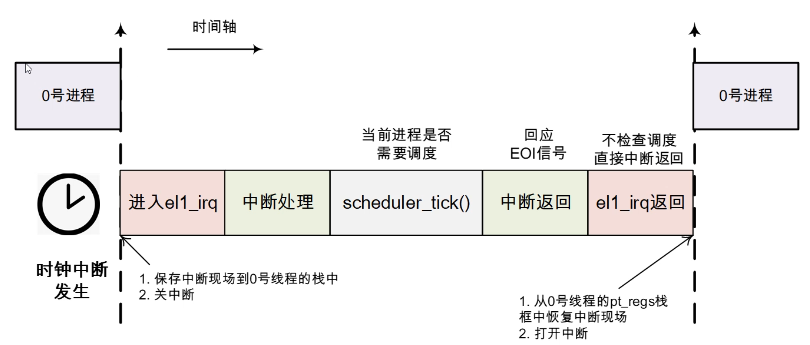 时间轴
0号进程
0号进程
当前进程是否
需要调度
回应
EOI信号
不检查调度
直接中断返回
进入el1_irq
中断处理
scheduler_tick()
中断返回
el1_irq返回
时钟中断
发生
1. 保存中断现场到0号线程的栈中
2. 关中断
1. 从0号线程的pt_regs栈
框中恢复中断现场
2. 打开中断